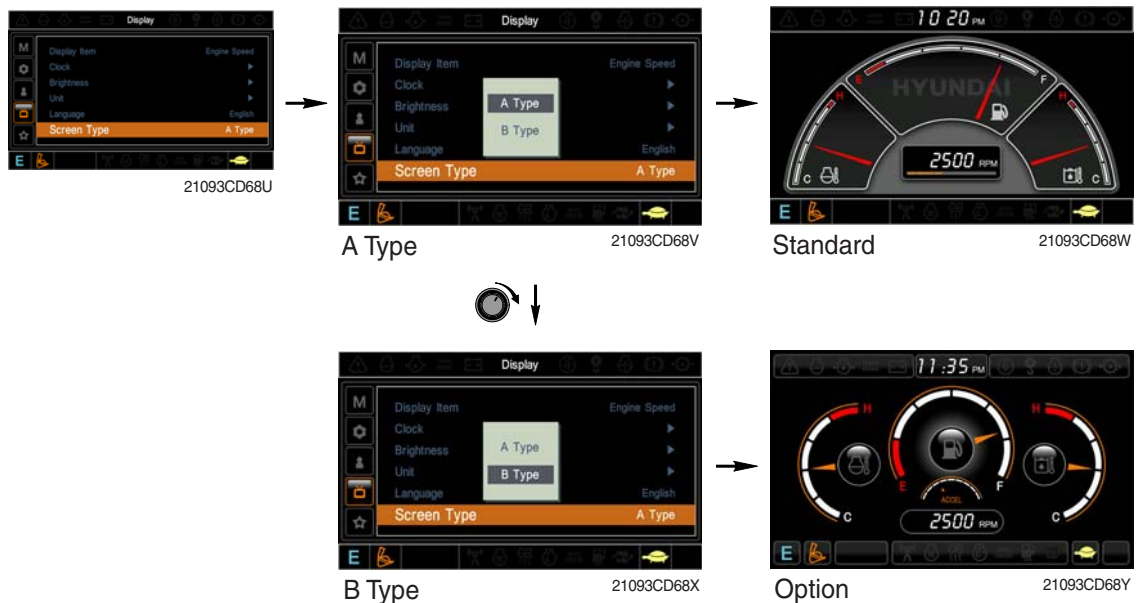 Display
M
Display Item Engine Speed
Clock
Brightness
Unit
Language English
Screen Type A Type
E
21093CD68U
Display
M
Display Item Engine Speed
Clock
Brightness
Unit
Language English
Screen Type A Type
A Type
B Type
E
A Type
21093CD68V
10 20 PM
HYUNDAI
E F
H H
C C
2500 RPM
E
Standard
21093CD68W
Display
M
Display Item Engine Speed
Clock
Brightness
Unit
Language English
Screen Type A Type
A Type
B Type
E
B Type
21093CD68X
11:35 PM
H H
E F
ACCEL
C C
2500 RPM
E
Option
21093CD68Y